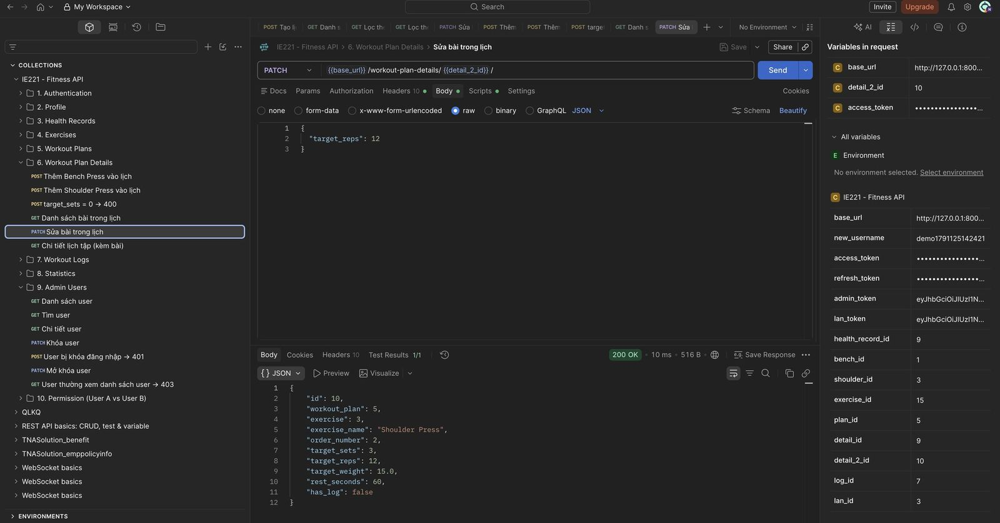 My Workspace
Search
Invite
Upgrade
POST Tạo lị
GET Danh s
GET Lọc th
GET Lọc th
PATCH Sửa
POST Thêm
POST Thêm
POST targe
GET Danh s
PATCH Sửa
No Environment
AI
IE221 - Fitness API > 6. Workout Plan Details > Sửa bài trong lịch
Save
Share
Variables in request
PATCH
{{base_url}} /workout-plan-details/ {{detail_2_id}} /
Send
Docs
Params
Authorization
Headers 10
Body
Scripts
Settings
Cookies
none
form-data
x-www-form-urlencoded
raw
binary
GraphQL
JSON
Schema
Beautify
1 {
2 "target_reps": 12
3 }
COLLECTIONS
IE221 - Fitness API
1. Authentication
2. Profile
3. Health Records
4. Exercises
5. Workout Plans
6. Workout Plan Details
POST Thêm Bench Press vào lịch
POST Thêm Shoulder Press vào lịch
POST target_sets = 0 → 400
GET Danh sách bài trong lịch
PATCH Sửa bài trong lịch
GET Chi tiết lịch tập (kèm bài)
7. Workout Logs
8. Statistics
9. Admin Users
GET Danh sách user
GET Tìm user
GET Chi tiết user
PATCH Khóa user
POST User bị khóa đăng nhập → 401
PATCH Mở khóa user
GET User thường xem danh sách user → 403
10. Permission (User A vs User B)
QLKQ
REST API basics: CRUD, test & variable
TNASolution_benefit
TNASolution_emppolicyinfo
WebSocket basics
WebSocket basics
WebSocket basics
ENVIRONMENTS
Body
Cookies
Headers 10
Test Results 1/1
200 OK
10 ms
516 B
e.g. Save Response
{} JSON
Preview
Visualize
1 {
2 "id": 10,
3 "workout_plan": 5,
4 "exercise": 3,
5 "exercise_name": "Shoulder Press",
6 "order_number": 2,
7 "target_sets": 3,
8 "target_reps": 12,
9 "target_weight": 15.0,
10 "rest_seconds": 60,
11 "has_log": false
12 }
C base_url http://127.0.0.1:800...
C detail_2_id 10
C access_token ••••••••••••••••...
All variables
E Environment
No environment selected. Select environment
C IE221 - Fitness API
base_url http://127.0.0.1:800...
new_username demo1791125142421
access_token ••••••••••••••••...
refresh_token ••••••••••••••••...
admin_token eyJhbGciOiJIUzI1N...
lan_token eyJhbGciOiJIUzI1N...
health_record_id 9
bench_id 1
shoulder_id 3
exercise_id 15
plan_id 5
detail_id 9
detail_2_id 10
log_id 7
lan_id 3